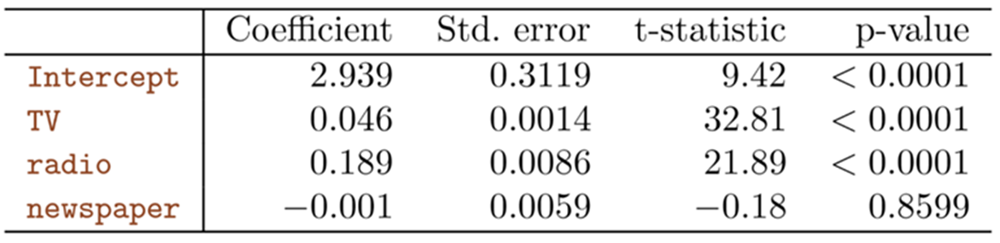 Coefficient Std. error t-statistic p-value
Intercept 2.939 0.3119 9.42 < 0.0001
TV 0.046 0.0014 32.81 < 0.0001
radio 0.189 0.0086 21.89 < 0.0001
newspaper −0.001 0.0059 −0.18 0.8599